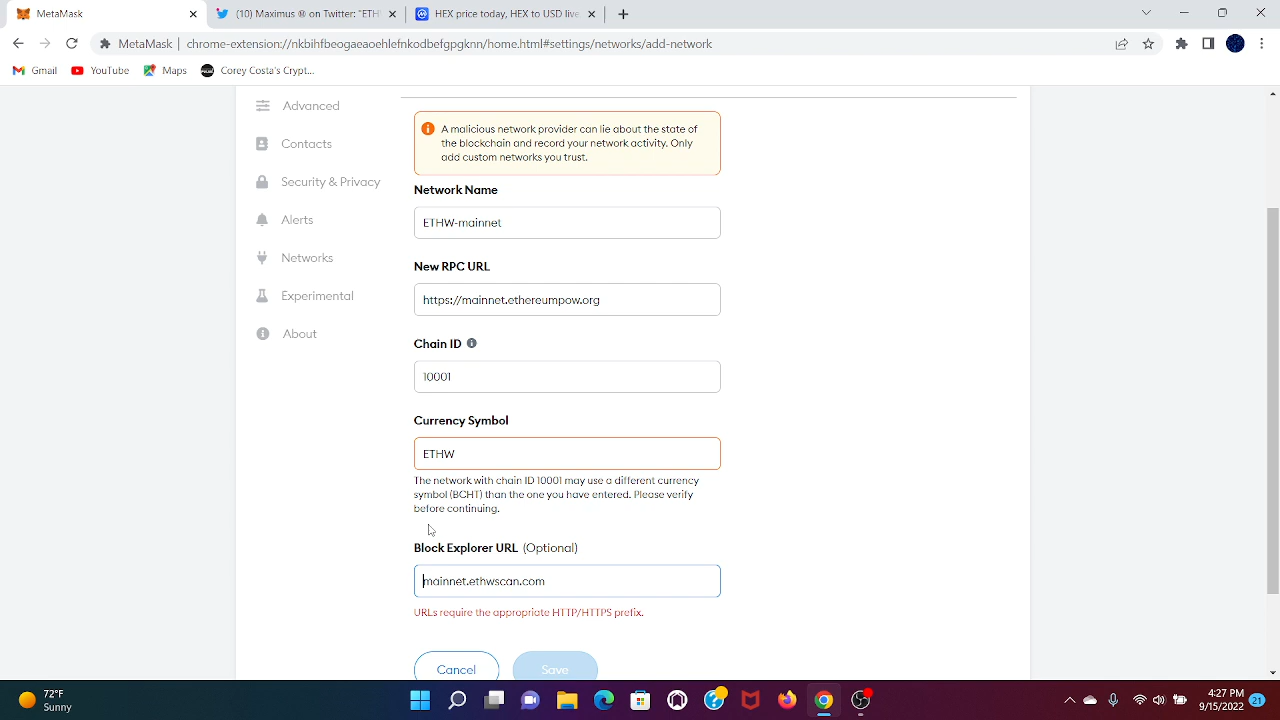 MetaMask
(10) Maximus ® on Twitter: "ETHW
HEX price today, HEX to USD live
MetaMask | chrome-extension://nkbihfbeogaeaoehlefnkodbefgpgknn/home.html#settings/networks/add-network
Gmail
YouTube
Maps
Corey Costa's Crypt...
Advanced
Contacts
Security & Privacy
Alerts
Networks
Experimental
About
A malicious network provider can lie about the state of
the blockchain and record your network activity. Only
add custom networks you trust.
Network Name
ETHW-mainnet
New RPC URL
https://mainnet.ethereumpow.org
Chain ID
10001
Currency Symbol
ETHW
The network with chain ID 10001 may use a different currency
symbol (BCHT) than the one you have entered. Please verify
before continuing.
Block Explorer URL (Optional)
mainnet.ethwscan.com
URLs require the appropriate HTTP/HTTPS prefix.
Cancel
Save
72°F
Sunny
4:27 PM
9/15/2022
21